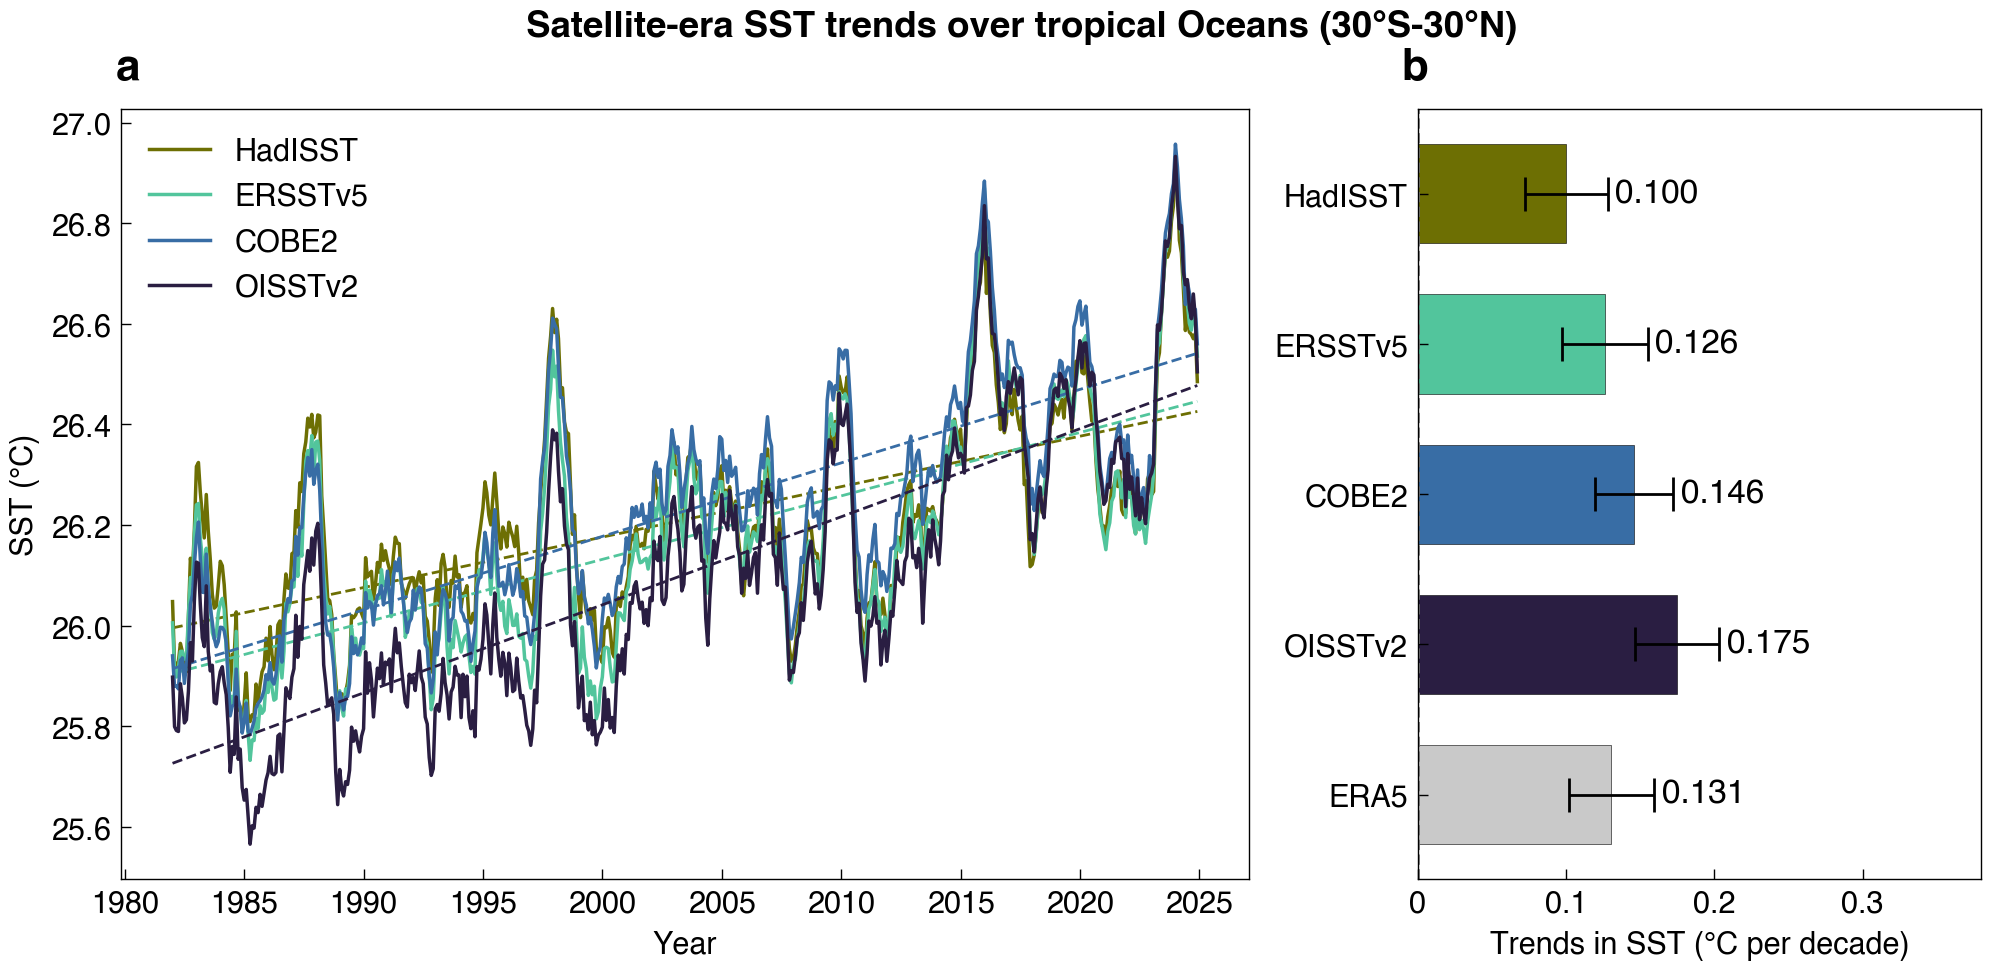 Satellite-era SST trends over tropical Oceans (30°S-30°N)
a
27.0
26.8
26.6
26.4
26.2
26.0
25.8
25.6
SST (°C)
HadISST
ERSSTv5
COBE2
OISSTv2
1980 1985 1990 1995 2000 2005 2010 2015 2020 2025
Year
b
HadISST 0.100
ERSSTv5 0.126
COBE2 0.146
OISSTv2 0.175
ERA5 0.131
0 0.1 0.2 0.3
Trends in SST (°C per decade)